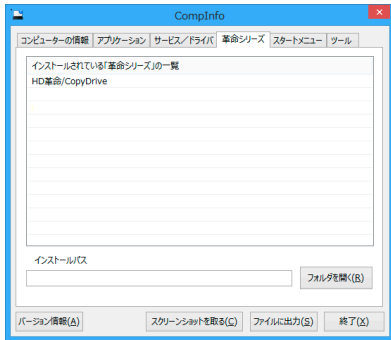 CompInfo
コンピューターの情報 アプリケーション サービス／ドライバ 革命シリーズ スタートメニュー ツール
インストールされている「革命シリーズ」の一覧
HD革命/CopyDrive
インストールパス
フォルダを開く(R)
バージョン情報(A) スクリーンショットを取る(C) ファイルに出力(S) 終了(X)